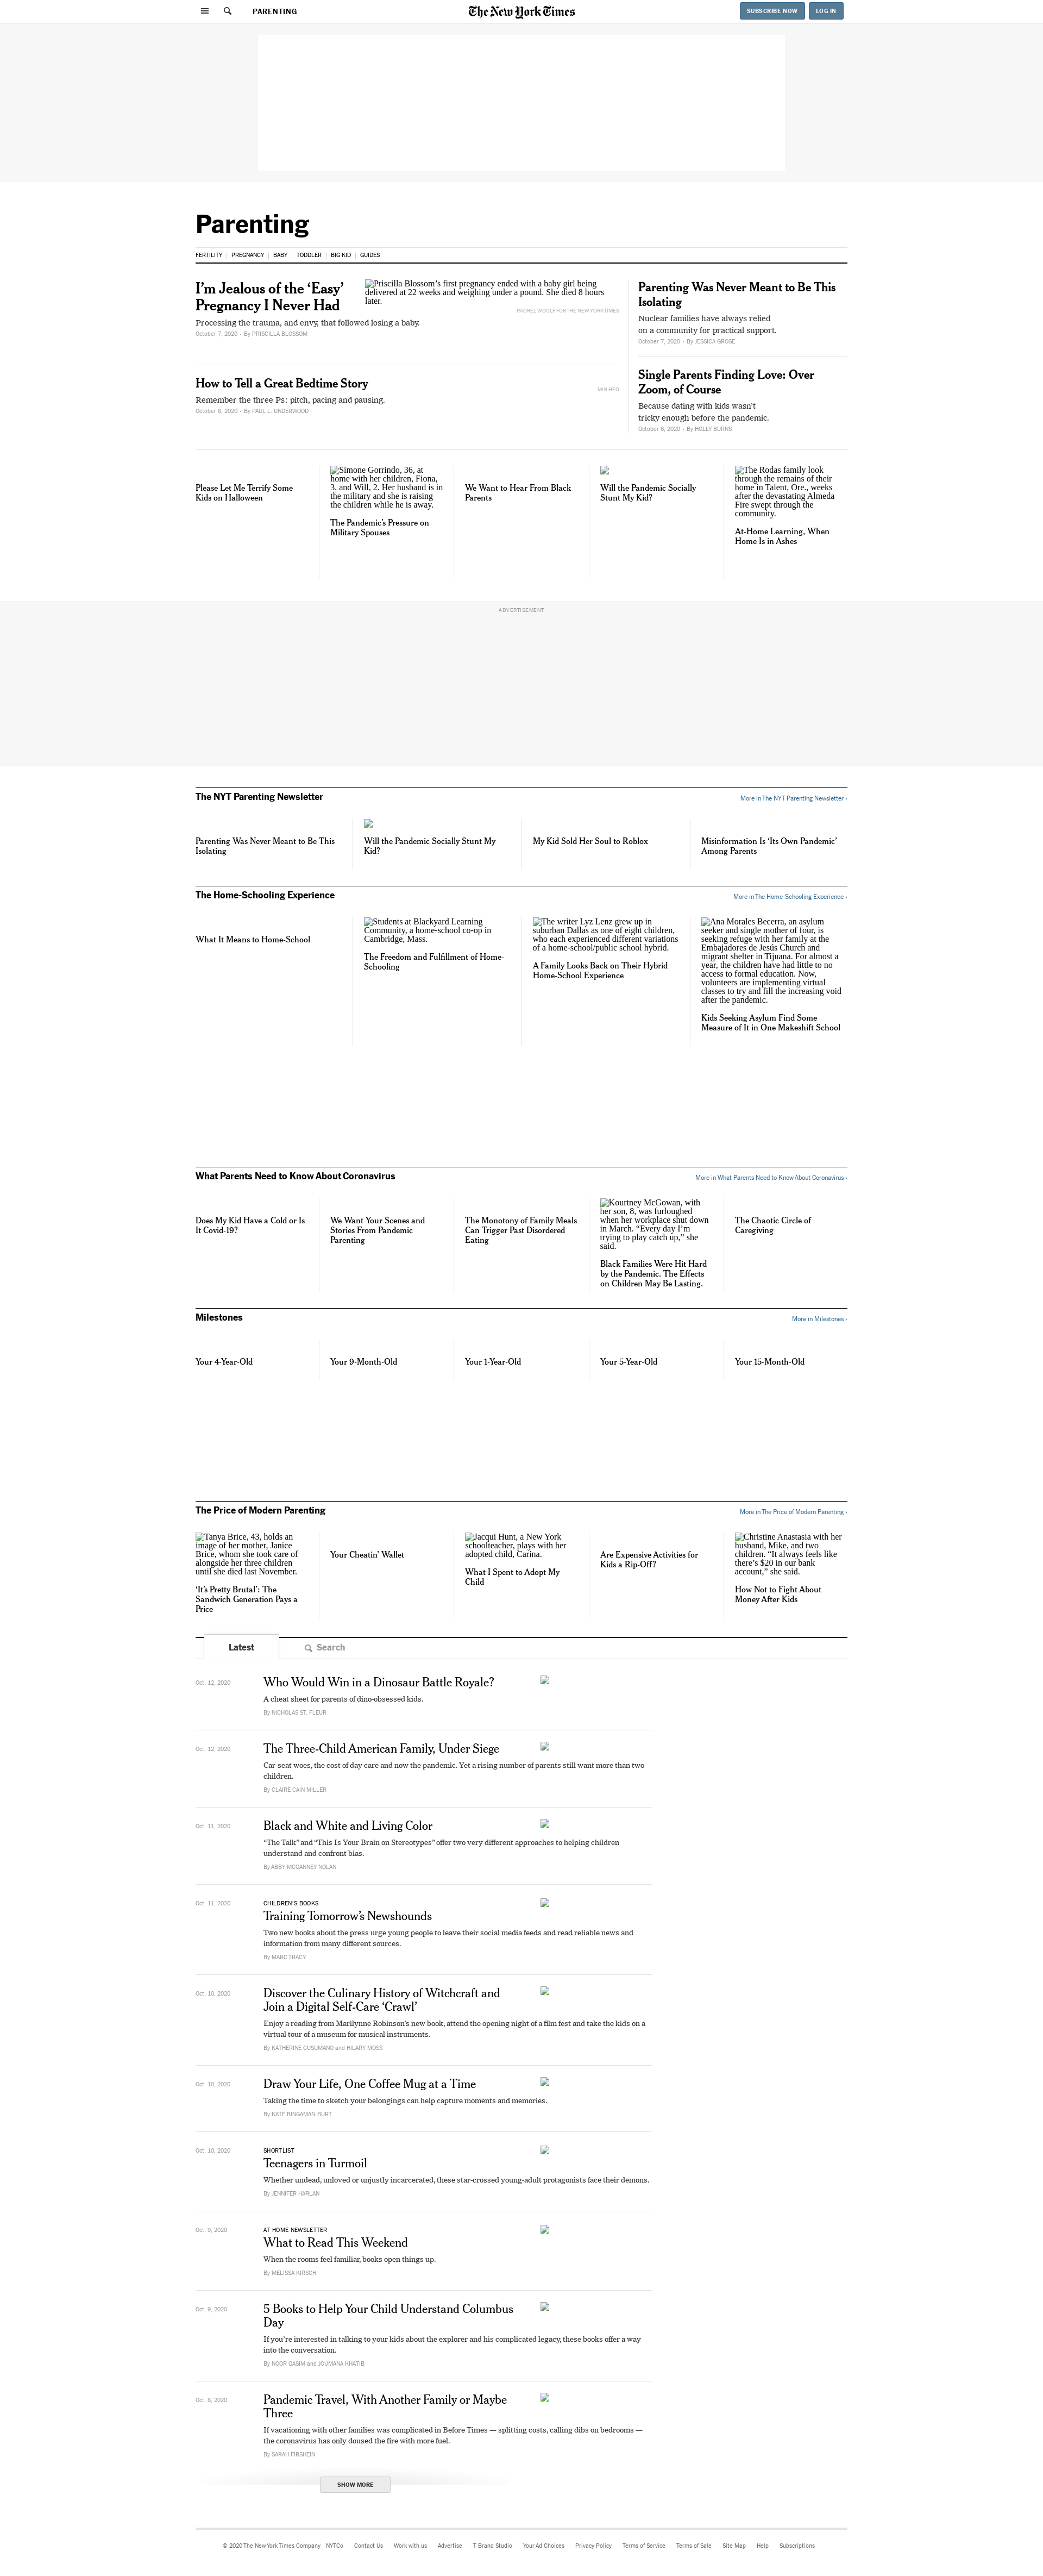 PARENTING
The New York Times
SUBSCRIBE NOW
LOG IN
Parenting
FERTILITY | PREGNANCY | BABY | TODDLER | BIG KID | GUIDES
I’m Jealous of the ‘Easy’
Pregnancy I Never Had
Processing the trauma, and envy, that followed losing a baby.
October 7, 2020 • By PRISCILLA BLOSSOM
Priscilla Blossom’s first pregnancy ended with a baby girl being
delivered at 22 weeks and weighing under a pound. She died 8 hours
later.
RACHEL WOOLF FOR THE NEW YORK TIMES
How to Tell a Great Bedtime Story
Remember the three Ps: pitch, pacing and pausing.
October 8, 2020 • By PAUL L. UNDERWOOD
MIN HEO
Parenting Was Never Meant to Be This
Isolating
Nuclear families have always relied
on a community for practical support.
October 7, 2020 • By JESSICA GROSE
Single Parents Finding Love: Over
Zoom, of Course
Because dating with kids wasn't
tricky enough before the pandemic.
October 6, 2020 • By HOLLY BURNS
Please Let Me Terrify Some
Kids on Halloween
Simone Gorrindo, 36, at
home with her children, Fiona,
3, and Will, 2. Her husband is in
the military and she is raising
the children while he is away.
The Pandemic’s Pressure on
Military Spouses
We Want to Hear From Black
Parents
Will the Pandemic Socially
Stunt My Kid?
The Rodas family look
through the remains of their
home in Talent, Ore., weeks
after the devastating Almeda
Fire swept through the
community.
At-Home Learning, When
Home Is in Ashes
ADVERTISEMENT
The NYT Parenting Newsletter
More in The NYT Parenting Newsletter ›
Parenting Was Never Meant to Be This
Isolating
Will the Pandemic Socially Stunt My
Kid?
My Kid Sold Her Soul to Roblox
Misinformation Is ‘Its Own Pandemic’
Among Parents
The Home-Schooling Experience
More in The Home-Schooling Experience ›
What It Means to Home-School
Students at Blackyard Learning
Community, a home-school co-op in
Cambridge, Mass.
The Freedom and Fulfillment of Home-
Schooling
The writer Lyz Lenz grew up in
suburban Dallas as one of eight children,
who each experienced different variations
of a home-school/public school hybrid.
A Family Looks Back on Their Hybrid
Home-School Experience
Ana Morales Becerra, an asylum
seeker and single mother of four, is
seeking refuge with her family at the
Embajadores de Jesús Church and
migrant shelter in Tijuana. For almost a
year, the children have had little to no
access to formal education. Now,
volunteers are implementing virtual
classes to try and fill the increasing void
after the pandemic.
Kids Seeking Asylum Find Some
Measure of It in One Makeshift School
What Parents Need to Know About Coronavirus
More in What Parents Need to Know About Coronavirus ›
Does My Kid Have a Cold or Is
It Covid-19?
We Want Your Scenes and
Stories From Pandemic
Parenting
The Monotony of Family Meals
Can Trigger Past Disordered
Eating
Kourtney McGowan, with
her son, 8, was furloughed
when her workplace shut down
in March. “Every day I’m
trying to play catch up,” she
said.
Black Families Were Hit Hard
by the Pandemic. The Effects
on Children May Be Lasting.
The Chaotic Circle of
Caregiving
Milestones
More in Milestones ›
Your 4-Year-Old
Your 9-Month-Old
Your 1-Year-Old
Your 5-Year-Old
Your 15-Month-Old
The Price of Modern Parenting
More in The Price of Modern Parenting ›
Tanya Brice, 43, holds an
image of her mother, Janice
Brice, whom she took care of
alongside her three children
until she died last November.
‘It’s Pretty Brutal’: The
Sandwich Generation Pays a
Price
Your Cheatin’ Wallet
Jacqui Hunt, a New York
schoolteacher, plays with her
adopted child, Carina.
What I Spent to Adopt My
Child
Are Expensive Activities for
Kids a Rip-Off?
Christine Anastasia with her
husband, Mike, and two
children. “It always feels like
there’s $20 in our bank
account,” she said.
How Not to Fight About
Money After Kids
Latest
Search
Oct. 12, 2020
Who Would Win in a Dinosaur Battle Royale?
A cheat sheet for parents of dino-obsessed kids.
By NICHOLAS ST. FLEUR
Oct. 12, 2020
The Three-Child American Family, Under Siege
Car-seat woes, the cost of day care and now the pandemic. Yet a rising number of parents still want more than two
children.
By CLAIRE CAIN MILLER
Oct. 11, 2020
Black and White and Living Color
“The Talk” and “This Is Your Brain on Stereotypes” offer two very different approaches to helping children
understand and confront bias.
By ABBY MCGANNEY NOLAN
Oct. 11, 2020
CHILDREN’S BOOKS
Training Tomorrow’s Newshounds
Two new books about the press urge young people to leave their social media feeds and read reliable news and
information from many different sources.
By MARC TRACY
Oct. 10, 2020
Discover the Culinary History of Witchcraft and
Join a Digital Self-Care ‘Crawl’
Enjoy a reading from Marilynne Robinson’s new book, attend the opening night of a film fest and take the kids on a
virtual tour of a museum for musical instruments.
By KATHERINE CUSUMANO and HILARY MOSS
Oct. 10, 2020
Draw Your Life, One Coffee Mug at a Time
Taking the time to sketch your belongings can help capture moments and memories.
By KATE BINGAMAN-BURT
Oct. 10, 2020
SHORTLIST
Teenagers in Turmoil
Whether undead, unloved or unjustly incarcerated, these star-crossed young-adult protagonists face their demons.
By JENNIFER HARLAN
Oct. 9, 2020
AT HOME NEWSLETTER
What to Read This Weekend
When the rooms feel familiar, books open things up.
By MELISSA KIRSCH
Oct. 9, 2020
5 Books to Help Your Child Understand Columbus
Day
If you’re interested in talking to your kids about the explorer and his complicated legacy, these books offer a way
into the conversation.
By NOOR QASIM and JOUMANA KHATIB
Oct. 8, 2020
Pandemic Travel, With Another Family or Maybe
Three
If vacationing with other families was complicated in Before Times — splitting costs, calling dibs on bedrooms —
the coronavirus has only doused the fire with more fuel.
By SARAH FIRSHEIN
SHOW MORE
© 2020 The New York Times Company NYTCo Contact Us Work with us Advertise T Brand Studio Your Ad Choices Privacy Policy Terms of Service Terms of Sale Site Map Help Subscriptions